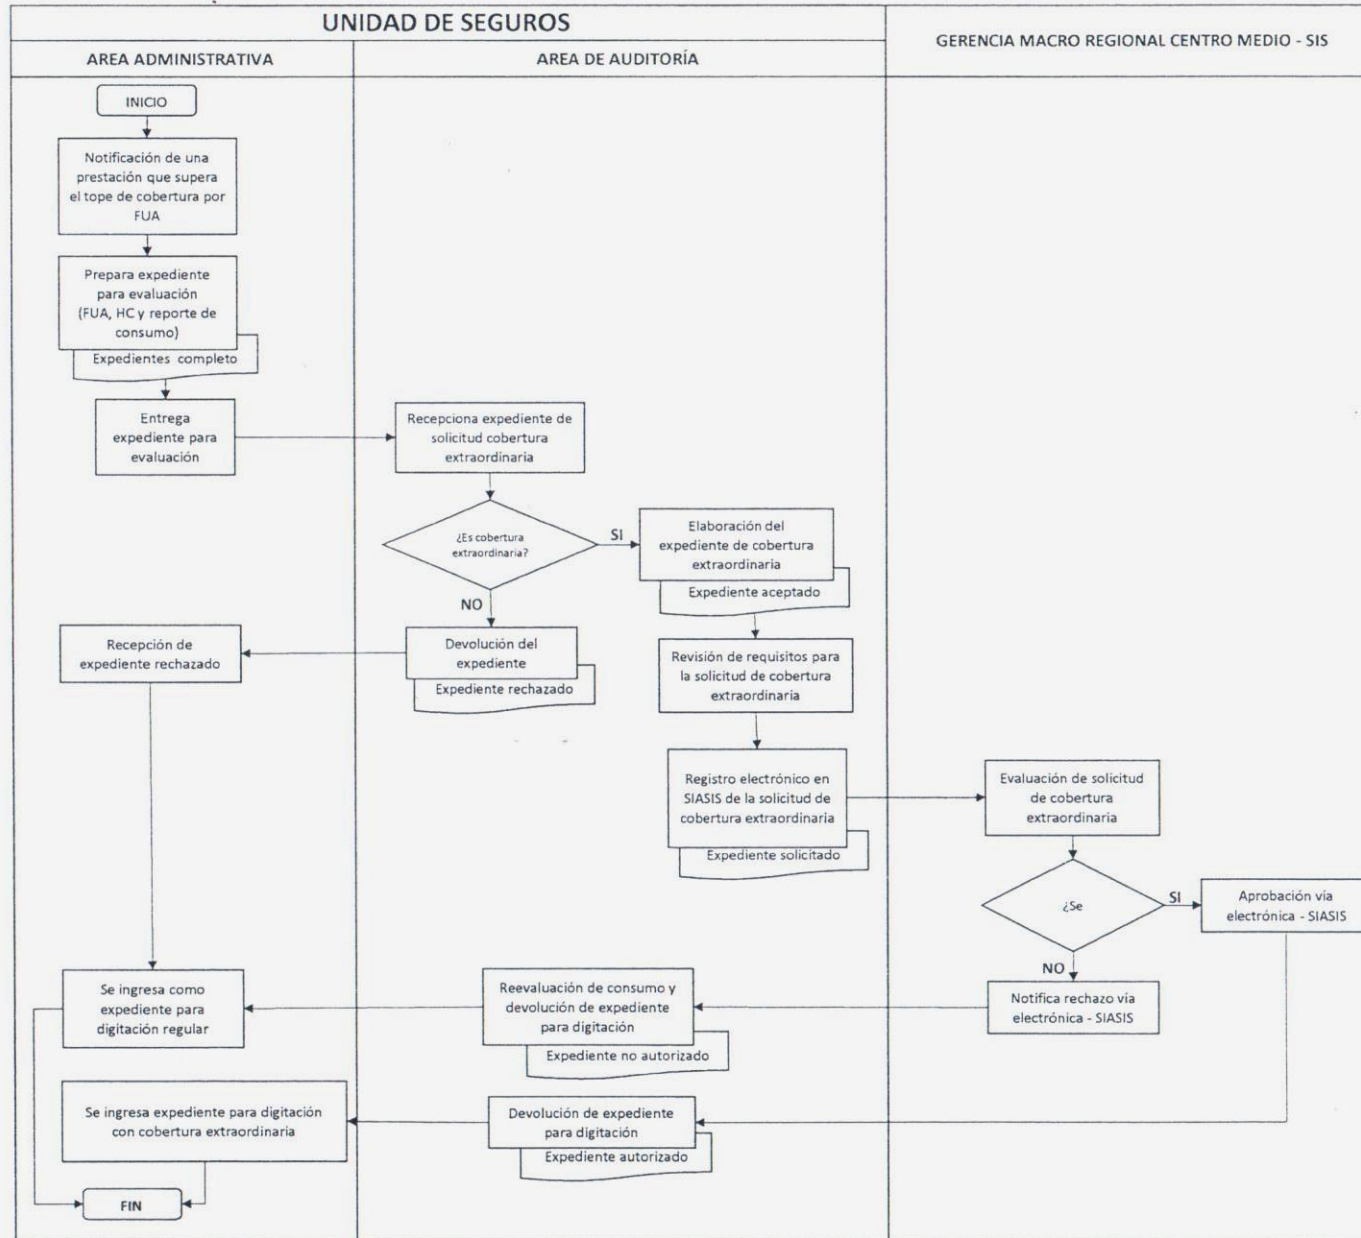 UNIDAD DE SEGUROS
GERENCIA MACRO REGIONAL CENTRO MEDIO - SIS
AREA ADMINISTRATIVA
AREA DE AUDITORÍA
INICIO
Notificación de una
prestación que supera
el tope de cobertura por
FUA
Prepara expediente
para evaluación
(FUA, HC y reporte de
consumo)
Expedientes completo
Entrega
expediente para
evaluación
Recepciona expediente de
solicitud cobertura
extraordinaria
¿Es cobertura
extraordinaria?
SI
Elaboración del
expediente de cobertura
extraordinaria
Expediente aceptado
NO
Devolución del
expediente
Expediente rechazado
Recepción de
expediente rechazado
Revisión de requisitos para
la solicitud de cobertura
extraordinaria
Registro electrónico en
SIASIS de la solicitud de
cobertura extraordinaria
Expediente solicitado
Evaluación de solicitud
de cobertura
extraordinaria
¿Se
SI
Aprobación vía
electrónica - SIASIS
NO
Notifica rechazo vía
electrónica - SIASIS
Reevaluación de consumo y
devolución de expediente
para digitación
Expediente no autorizado
Se ingresa como
expediente para
digitación regular
Devolución de expediente
para digitación
Expediente autorizado
Se ingresa expediente para digitación
con cobertura extraordinaria
FIN